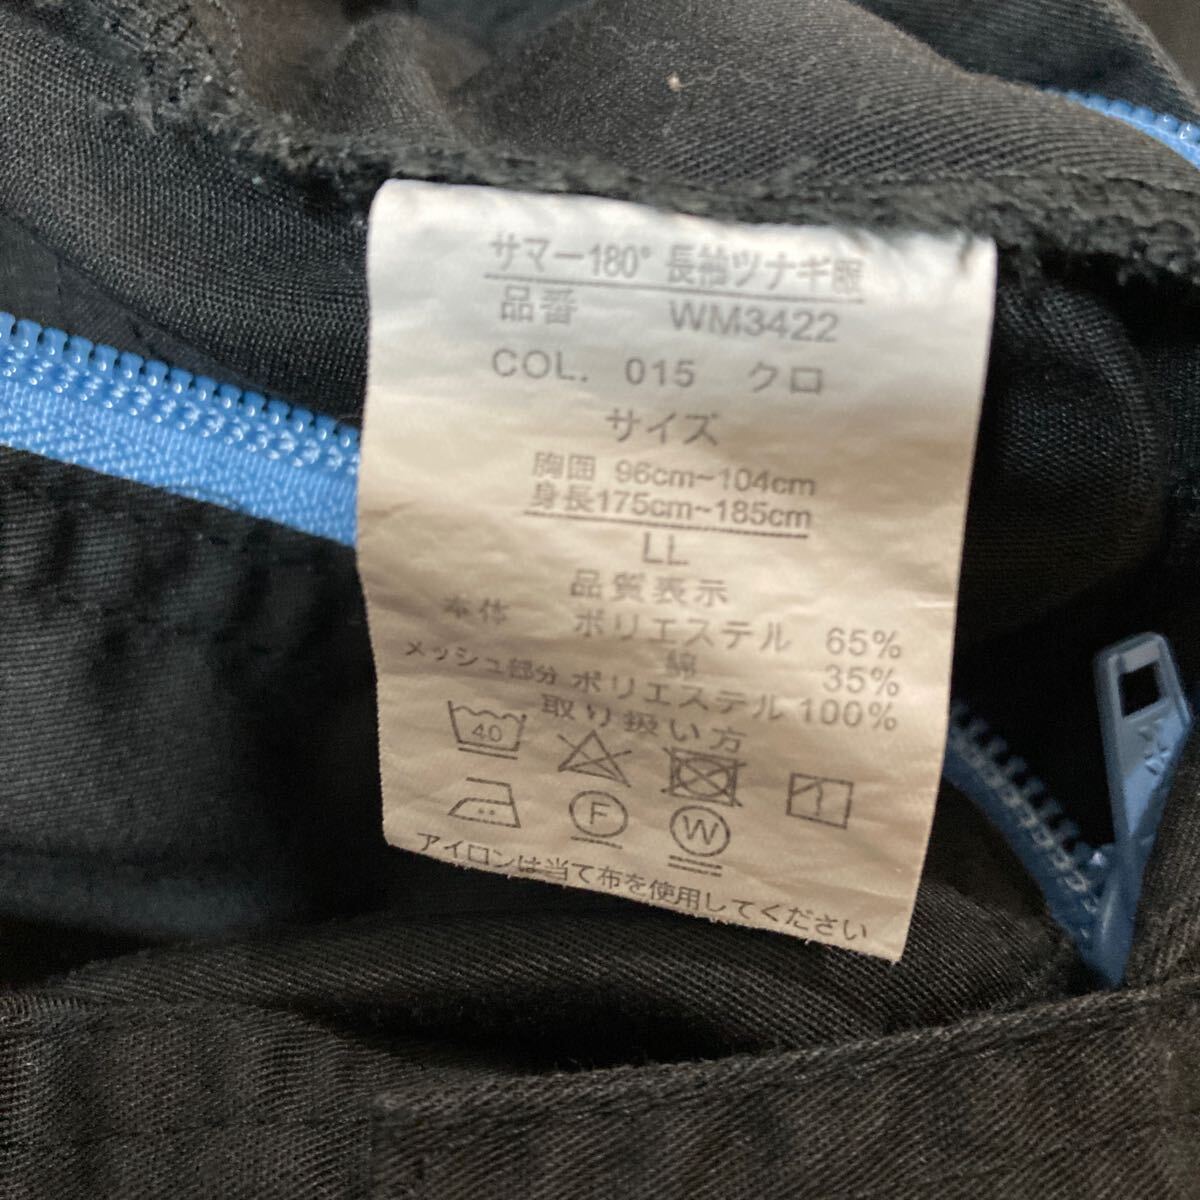 サマー180° 長袖ツナギ服
品番 WM3422
COL. 015 クロ
サイズ
胸囲 96cm~104cm
身長175cm~185cm
LL
品質表示
本体 ポリエステル 65%
綿 35%
メッシュ部分 ポリエステル 100%
取り扱い方
40
F W
アイロンは当て布を使用してください